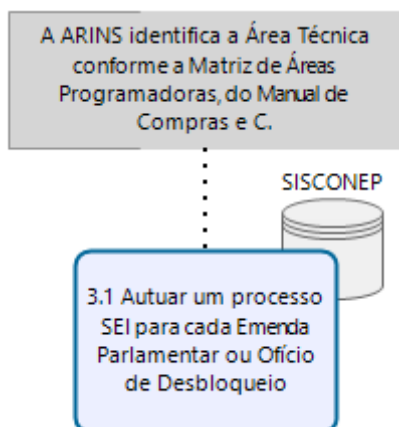 A ARINS identifica a Área Técnica
conforme a Matriz de Áreas
Programadoras, do Manual de
Compras e C.
SISCONEP
3.1 Autuar um processo
SEI para cada Emenda
Parlamentar ou Ofício
de Desbloqueio